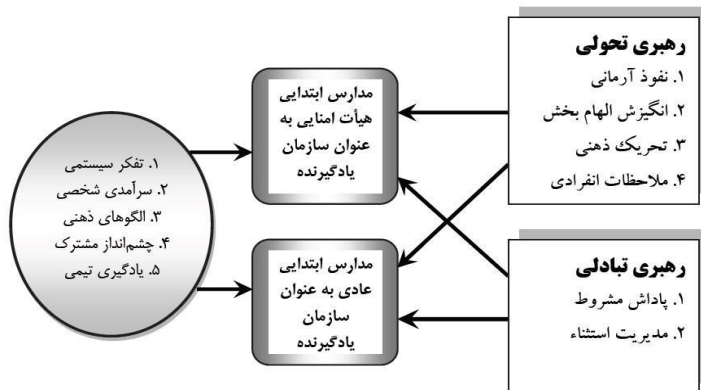 رهبری تحولی
۱. نفوذ آرمانی
۲. انگیزش الهام بخش
۳. تحریک ذهنی
۴. ملاحظات انفرادی
مدارس ابتدایی
هیأت امنایی به
عنوان سازمان
یادگیرنده
۱. تفکر سیستمی
۲. سرآمدی شخصی
۳. الگوهای ذهنی
۴. چشم‌انداز مشترک
۵. یادگیری تیمی
رهبری تبادلی
۱. پاداش مشروط
۲. مدیریت استثناء
مدارس ابتدایی
عادی به عنوان
سازمان
یادگیرنده